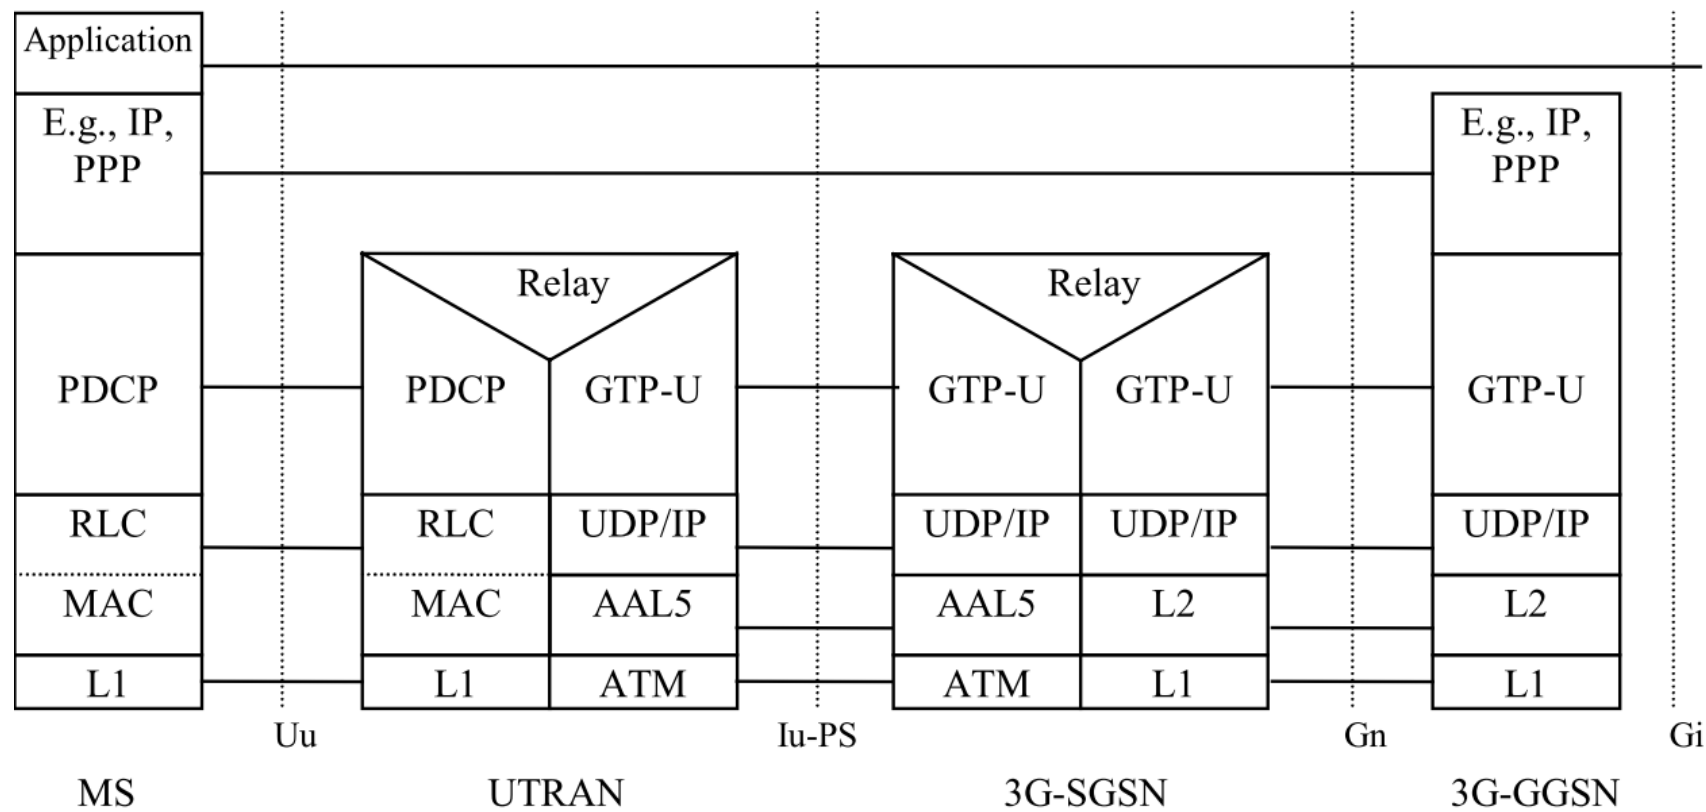 Application
E.g., IP,
PPP
E.g., IP,
PPP
Relay
Relay
PDCP
PDCP
GTP-U
GTP-U
GTP-U
GTP-U
RLC
RLC
UDP/IP
UDP/IP
UDP/IP
UDP/IP
MAC
MAC
AAL5
AAL5
L2
L2
L1
L1
ATM
ATM
L1
L1
Uu
Iu-PS
Gn
Gi
MS
UTRAN
3G-SGSN
3G-GGSN